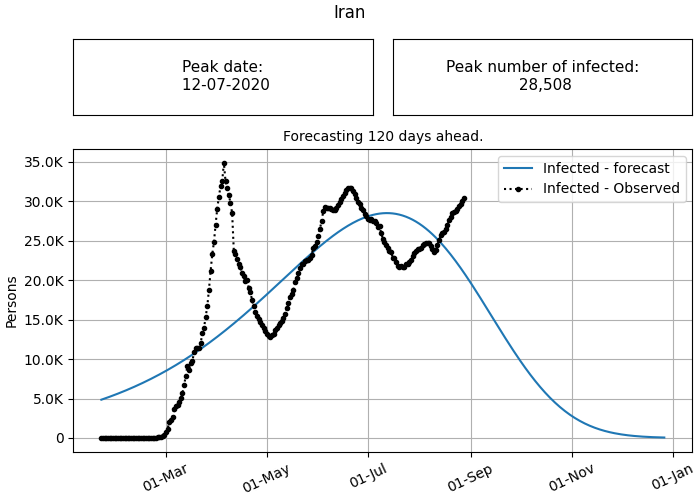 Iran
Peak date:
12-07-2020
Peak number of infected:
28,508
Forecasting 120 days ahead.
Infected - forecast
Infected - Observed
35.0K
30.0K
25.0K
20.0K
15.0K
10.0K
5.0K
0
Persons
01-Mar
01-May
01-Jul
01-Sep
01-Nov
01-Jan